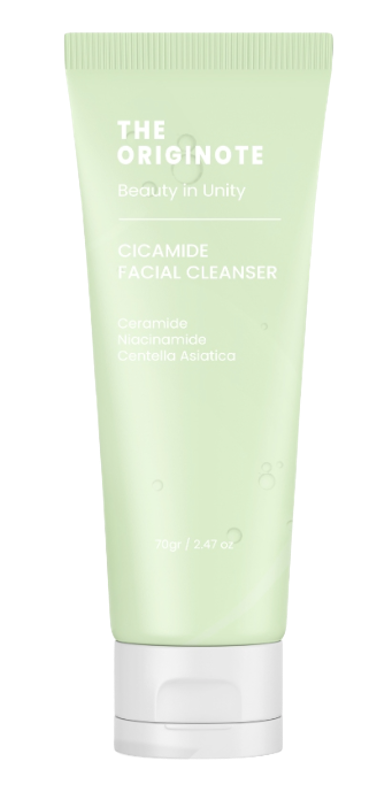 THE
ORIGINOTE
Beauty in Unity
CICAMIDE
FACIAL CLEANSER
Ceramide
Niacinamide
Centella Asiatica
70gr / 2.47 oz